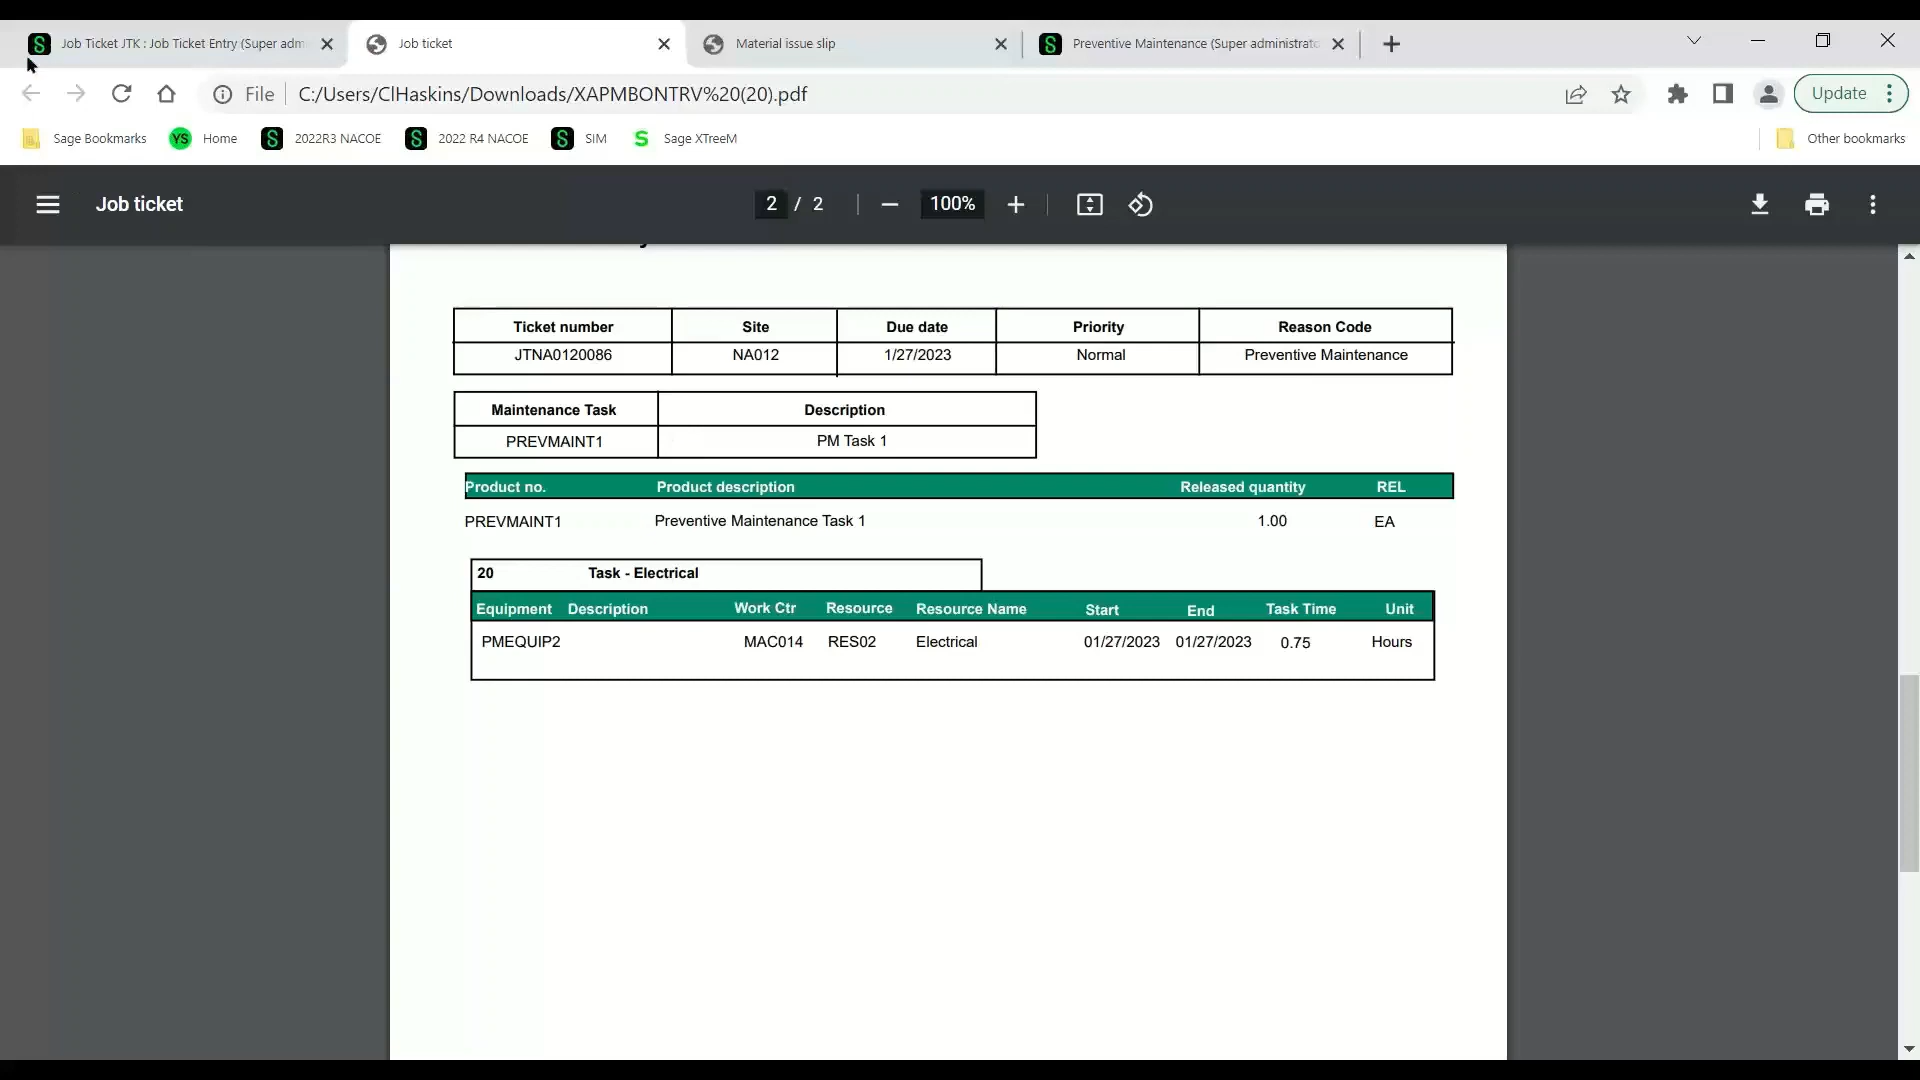 Job Ticket JTK : Job Ticket Entry (Super adm
Job ticket
Material issue slip
Preventive Maintenance (Super administrato
File
C:/Users/ClHaskins/Downloads/XAPMBONTRV%20(20).pdf
Update
Sage Bookmarks
YS Home
2022R3 NACOE
2022 R4 NACOE
SIM
Sage XTreeM
Other bookmarks
Job ticket
2 / 2
100%
Ticket number Site Due date Priority Reason Code
JTNA0120086 NA012 1/27/2023 Normal Preventive Maintenance
Maintenance Task Description
PREVMAINT1 PM Task 1
Product no. Product description Released quantity REL
PREVMAINT1 Preventive Maintenance Task 1 1.00 EA
20 Task - Electrical
Equipment Description Work Ctr Resource Resource Name Start End Task Time Unit
PMEQUIP2 MAC014 RES02 Electrical 01/27/2023 01/27/2023 0.75 Hours